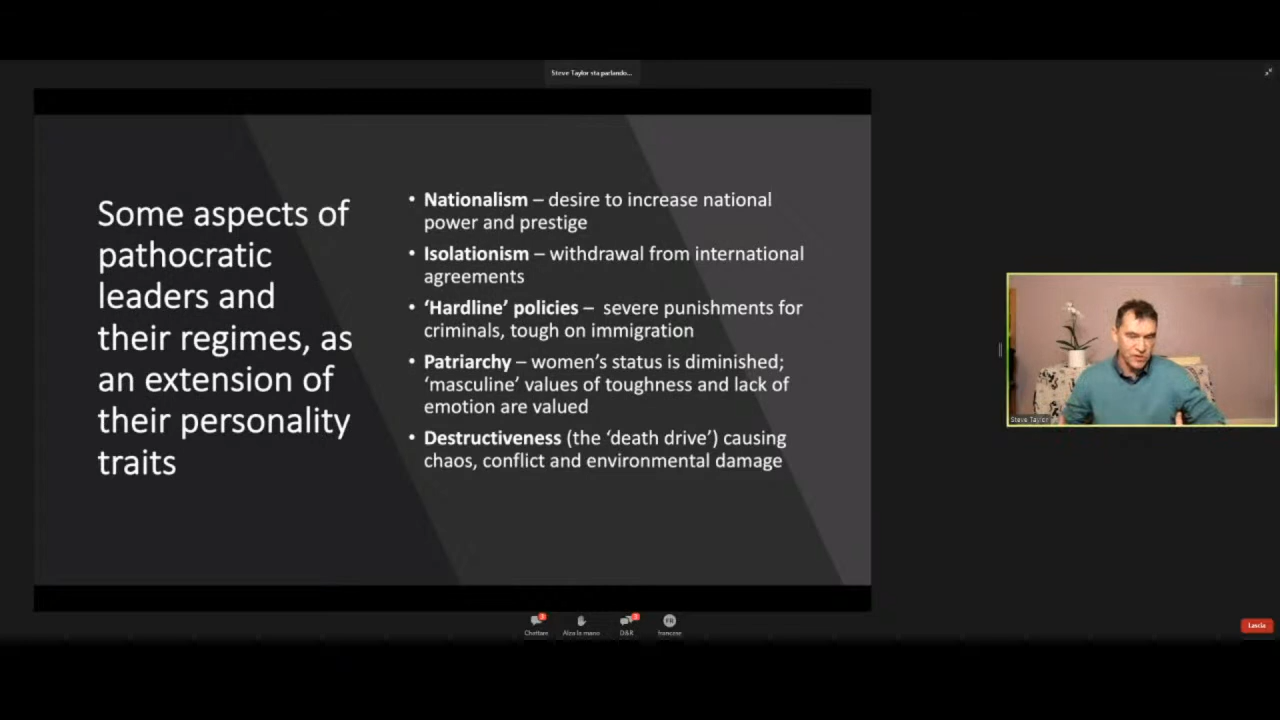 Steve Taylor sta parlando...
Some aspects of
pathocratic
leaders and
their regimes, as
an extension of
their personality
traits
• Nationalism – desire to increase national
power and prestige
• Isolationism – withdrawal from international
agreements
• ‘Hardline’ policies – severe punishments for
criminals, tough on immigration
• Patriarchy – women’s status is diminished;
‘masculine’ values of toughness and lack of
emotion are valued
• Destructiveness (the ‘death drive’) causing
chaos, conflict and environmental damage
Steve Taylor
FR
Chattare
Alza la mano
D&R
francese
Lascia